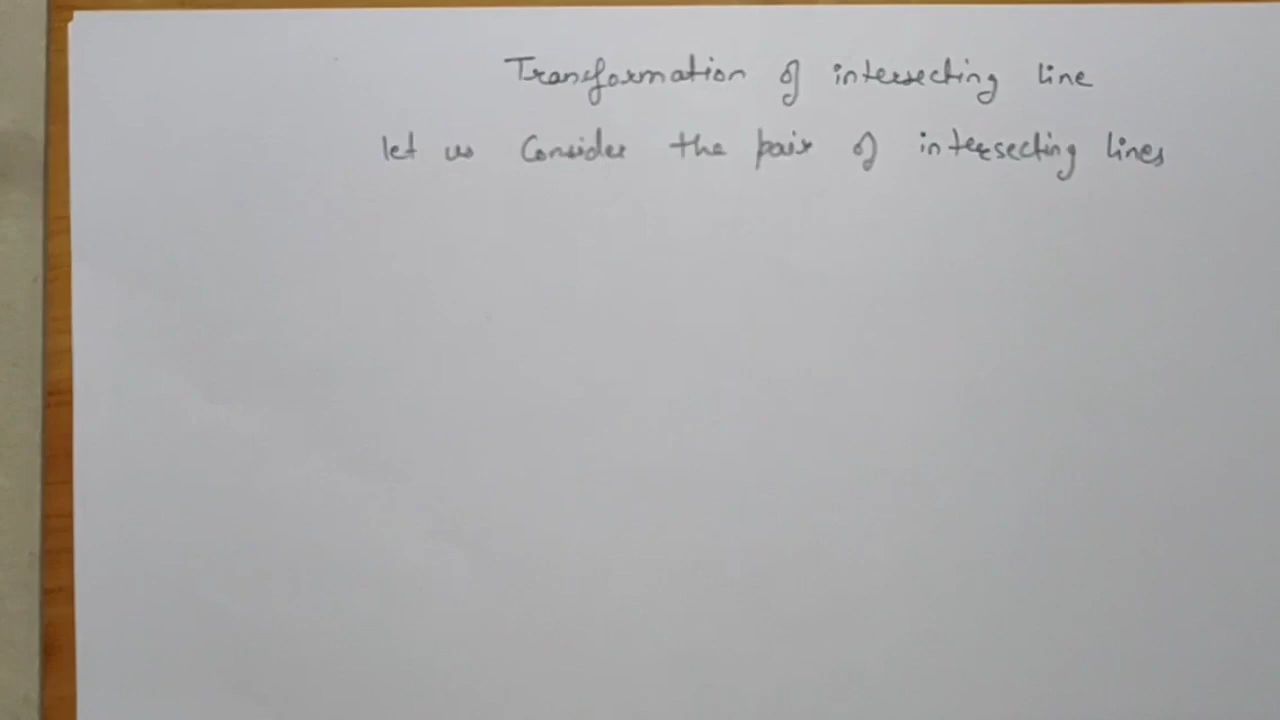 Transformation of intersecting line
let us Consider the pair of intersecting lines